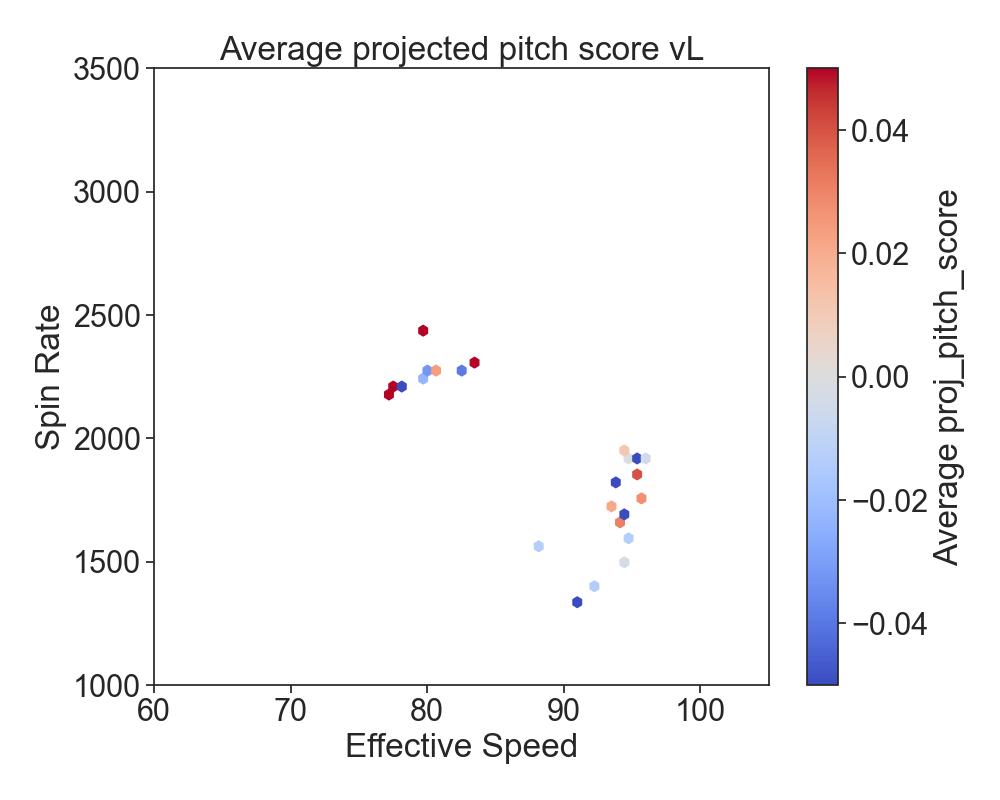 Average projected pitch score vL
3500
3000
2500
2000
1500
1000
Spin Rate
60 70 80 90 100
Effective Speed
0.04
0.02
0.00
−0.02
−0.04
Average proj_pitch_score